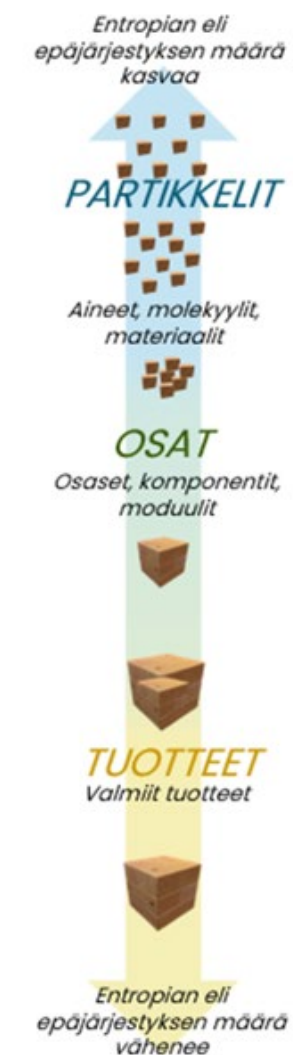 Entropian eli
epäjärjestyksen määrä
kasvaa
PARTIKKELIT
Aineet, molekyylit,
materiaalit
OSAT
Osaset, komponentit,
moduulit
TUOTTEET
Valmiit tuotteet
Entropian eli
epäjärjestyksen määrä
vähenee